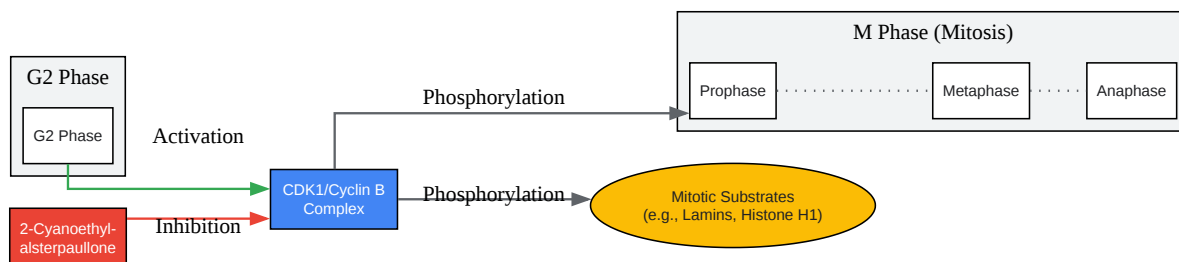 M Phase (Mitosis)
G2 Phase
Prophase
Metaphase
Anaphase
Phosphorylation
G2 Phase
Activation
CDK1/Cyclin B
Complex
Phosphorylation
Mitotic Substrates
(e.g., Lamins, Histone H1)
2-Cyanoethyl-
alsterpaullone
Inhibition